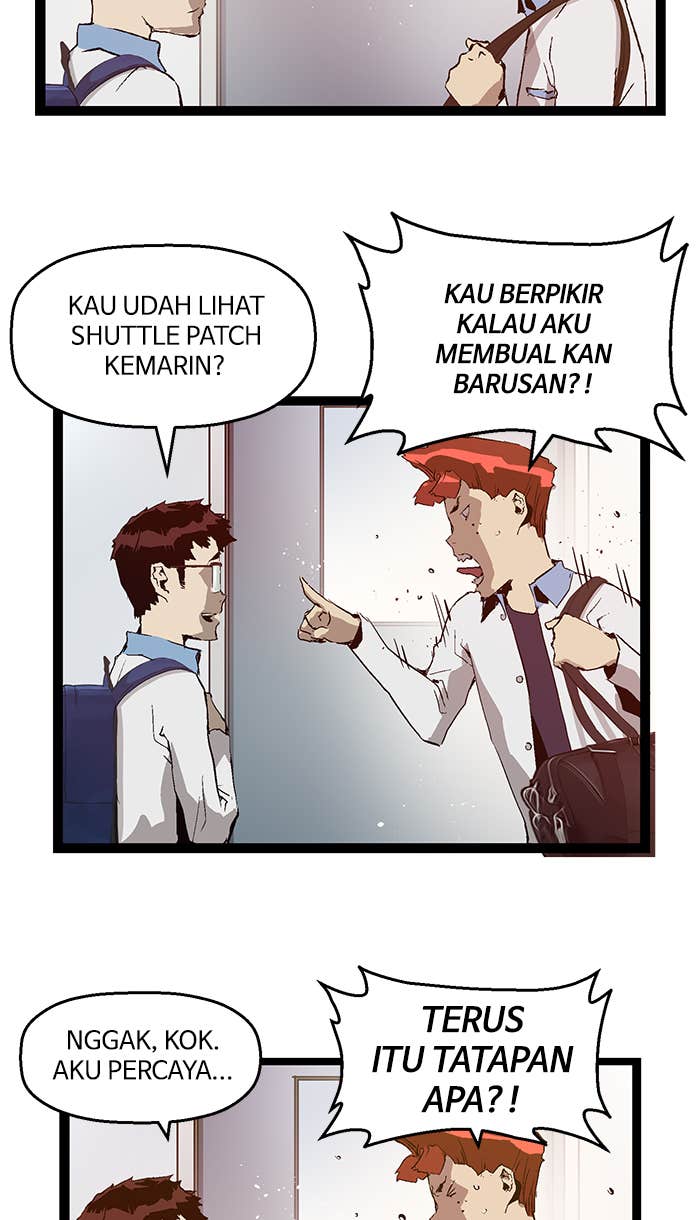 KAU UDAH LIHAT
SHUTTLE PATCH
KEMARIN?
KAU BERPIKIR
KALAU AKU
MEMBUAL KAN
BARUSAN?!
NGGAK, KOK.
AKU PERCAYA...
TERUS
ITU TATAPAN
APA?!